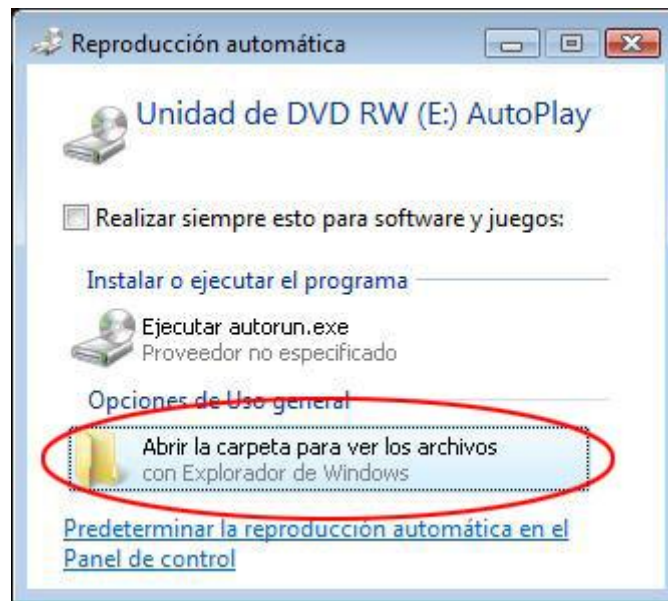 Reproducción automática
Unidad de DVD RW (E:) AutoPlay
Realizar siempre esto para software y juegos:
Instalar o ejecutar el programa
Ejecutar autorun.exe
Proveedor no especificado
Opciones de Uso general
Abrir la carpeta para ver los archivos
con Explorador de Windows
Predeterminar la reproducción automática en el
Panel de control